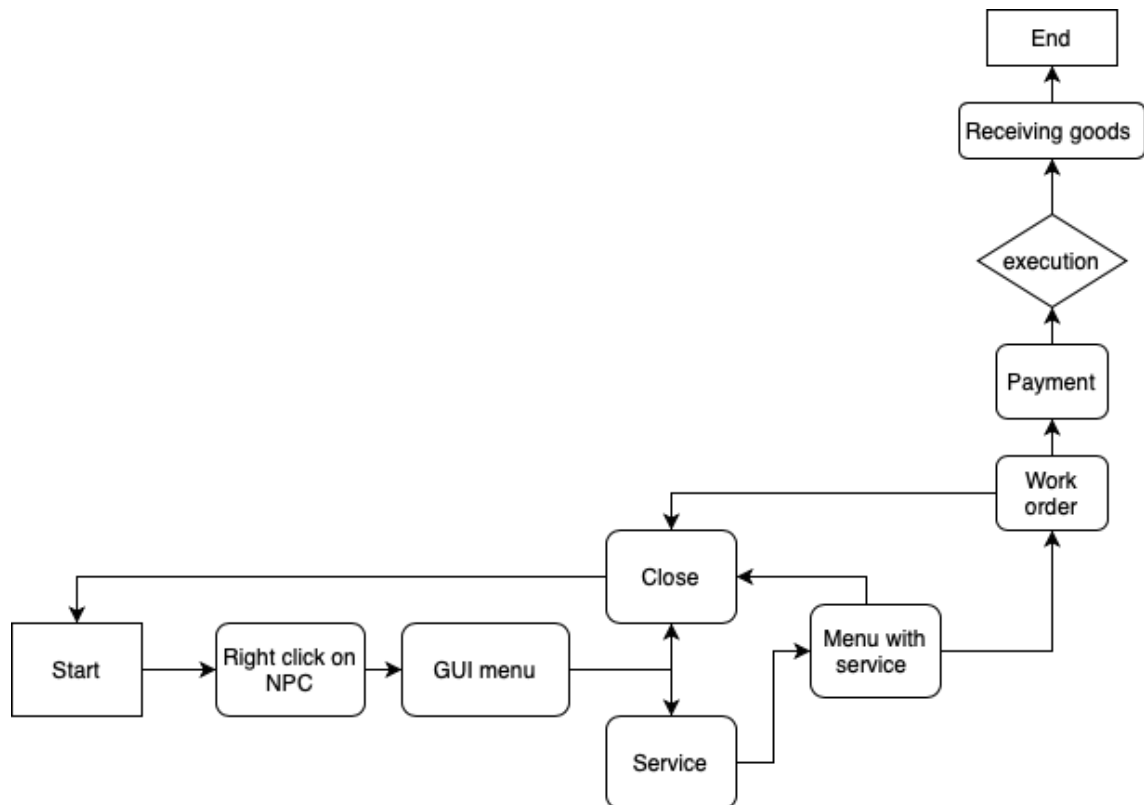 End
Receiving goods
execution
Payment
Work
order
Close
Start
Right click on
NPC
GUI menu
Menu with
service
Service